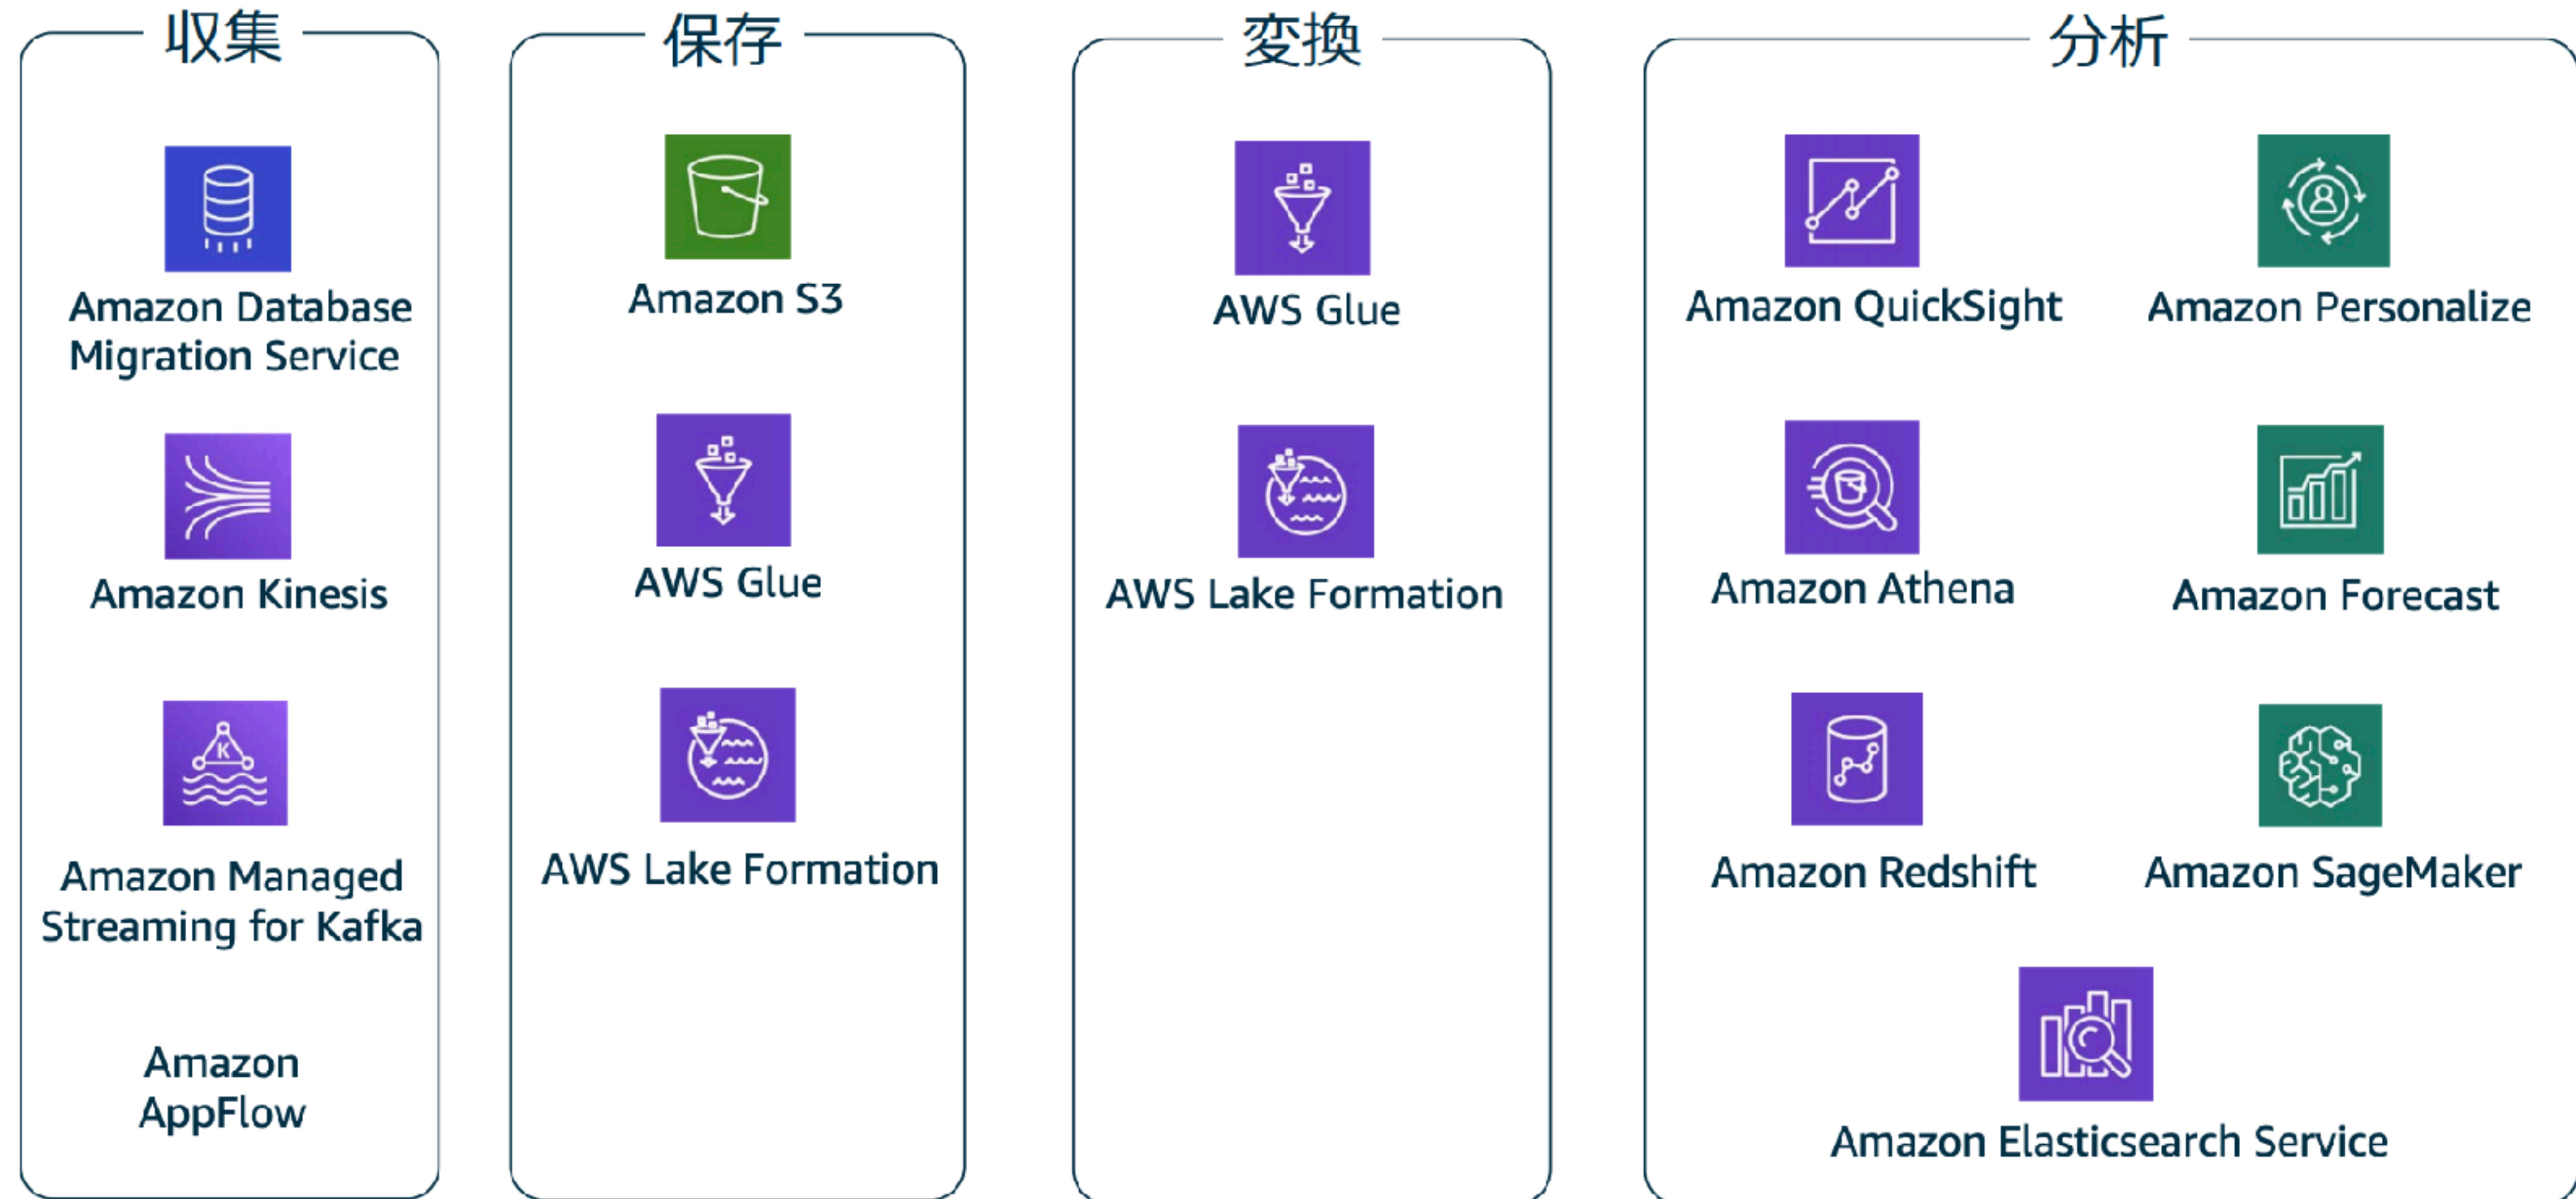 収集
Amazon Database
Migration Service
Amazon Kinesis
K
Amazon Managed
Streaming for Kafka
Amazon
AppFlow
保存
Amazon S3
AWS Glue
AWS Lake Formation
変換
AWS Glue
AWS Lake Formation
分析
Amazon QuickSight
Amazon Personalize
Amazon Athena
Amazon Forecast
Amazon Redshift
Amazon SageMaker
Amazon Elasticsearch Service